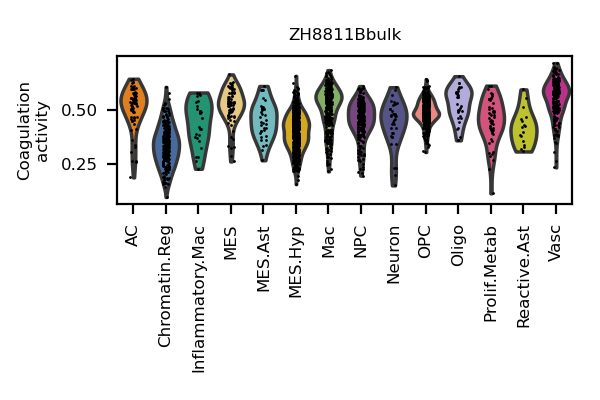 ZH8811Bbulk
Coagulation
activity
0.50
0.25
AC
Chromatin.Reg
Inflammatory.Mac
MES
MES.Ast
MES.Hyp
Mac
NPC
Neuron
OPC
Oligo
Prolif.Metab
Reactive.Ast
Vasc